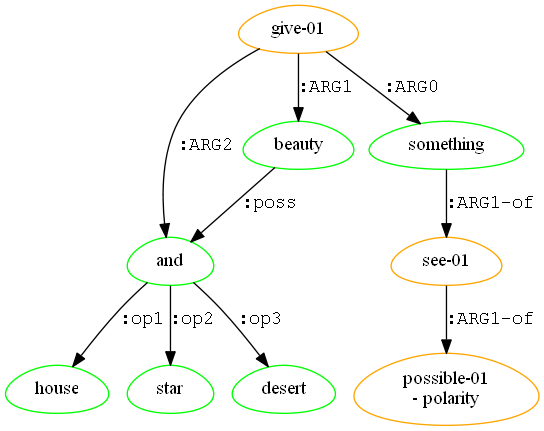 give-01
:ARG1
:ARG0
:ARG2
beauty
something
:poss
:ARG1-of
and
see-01
:op1
:op2
:op3
:ARG1-of
house
star
desert
possible-01
- polarity